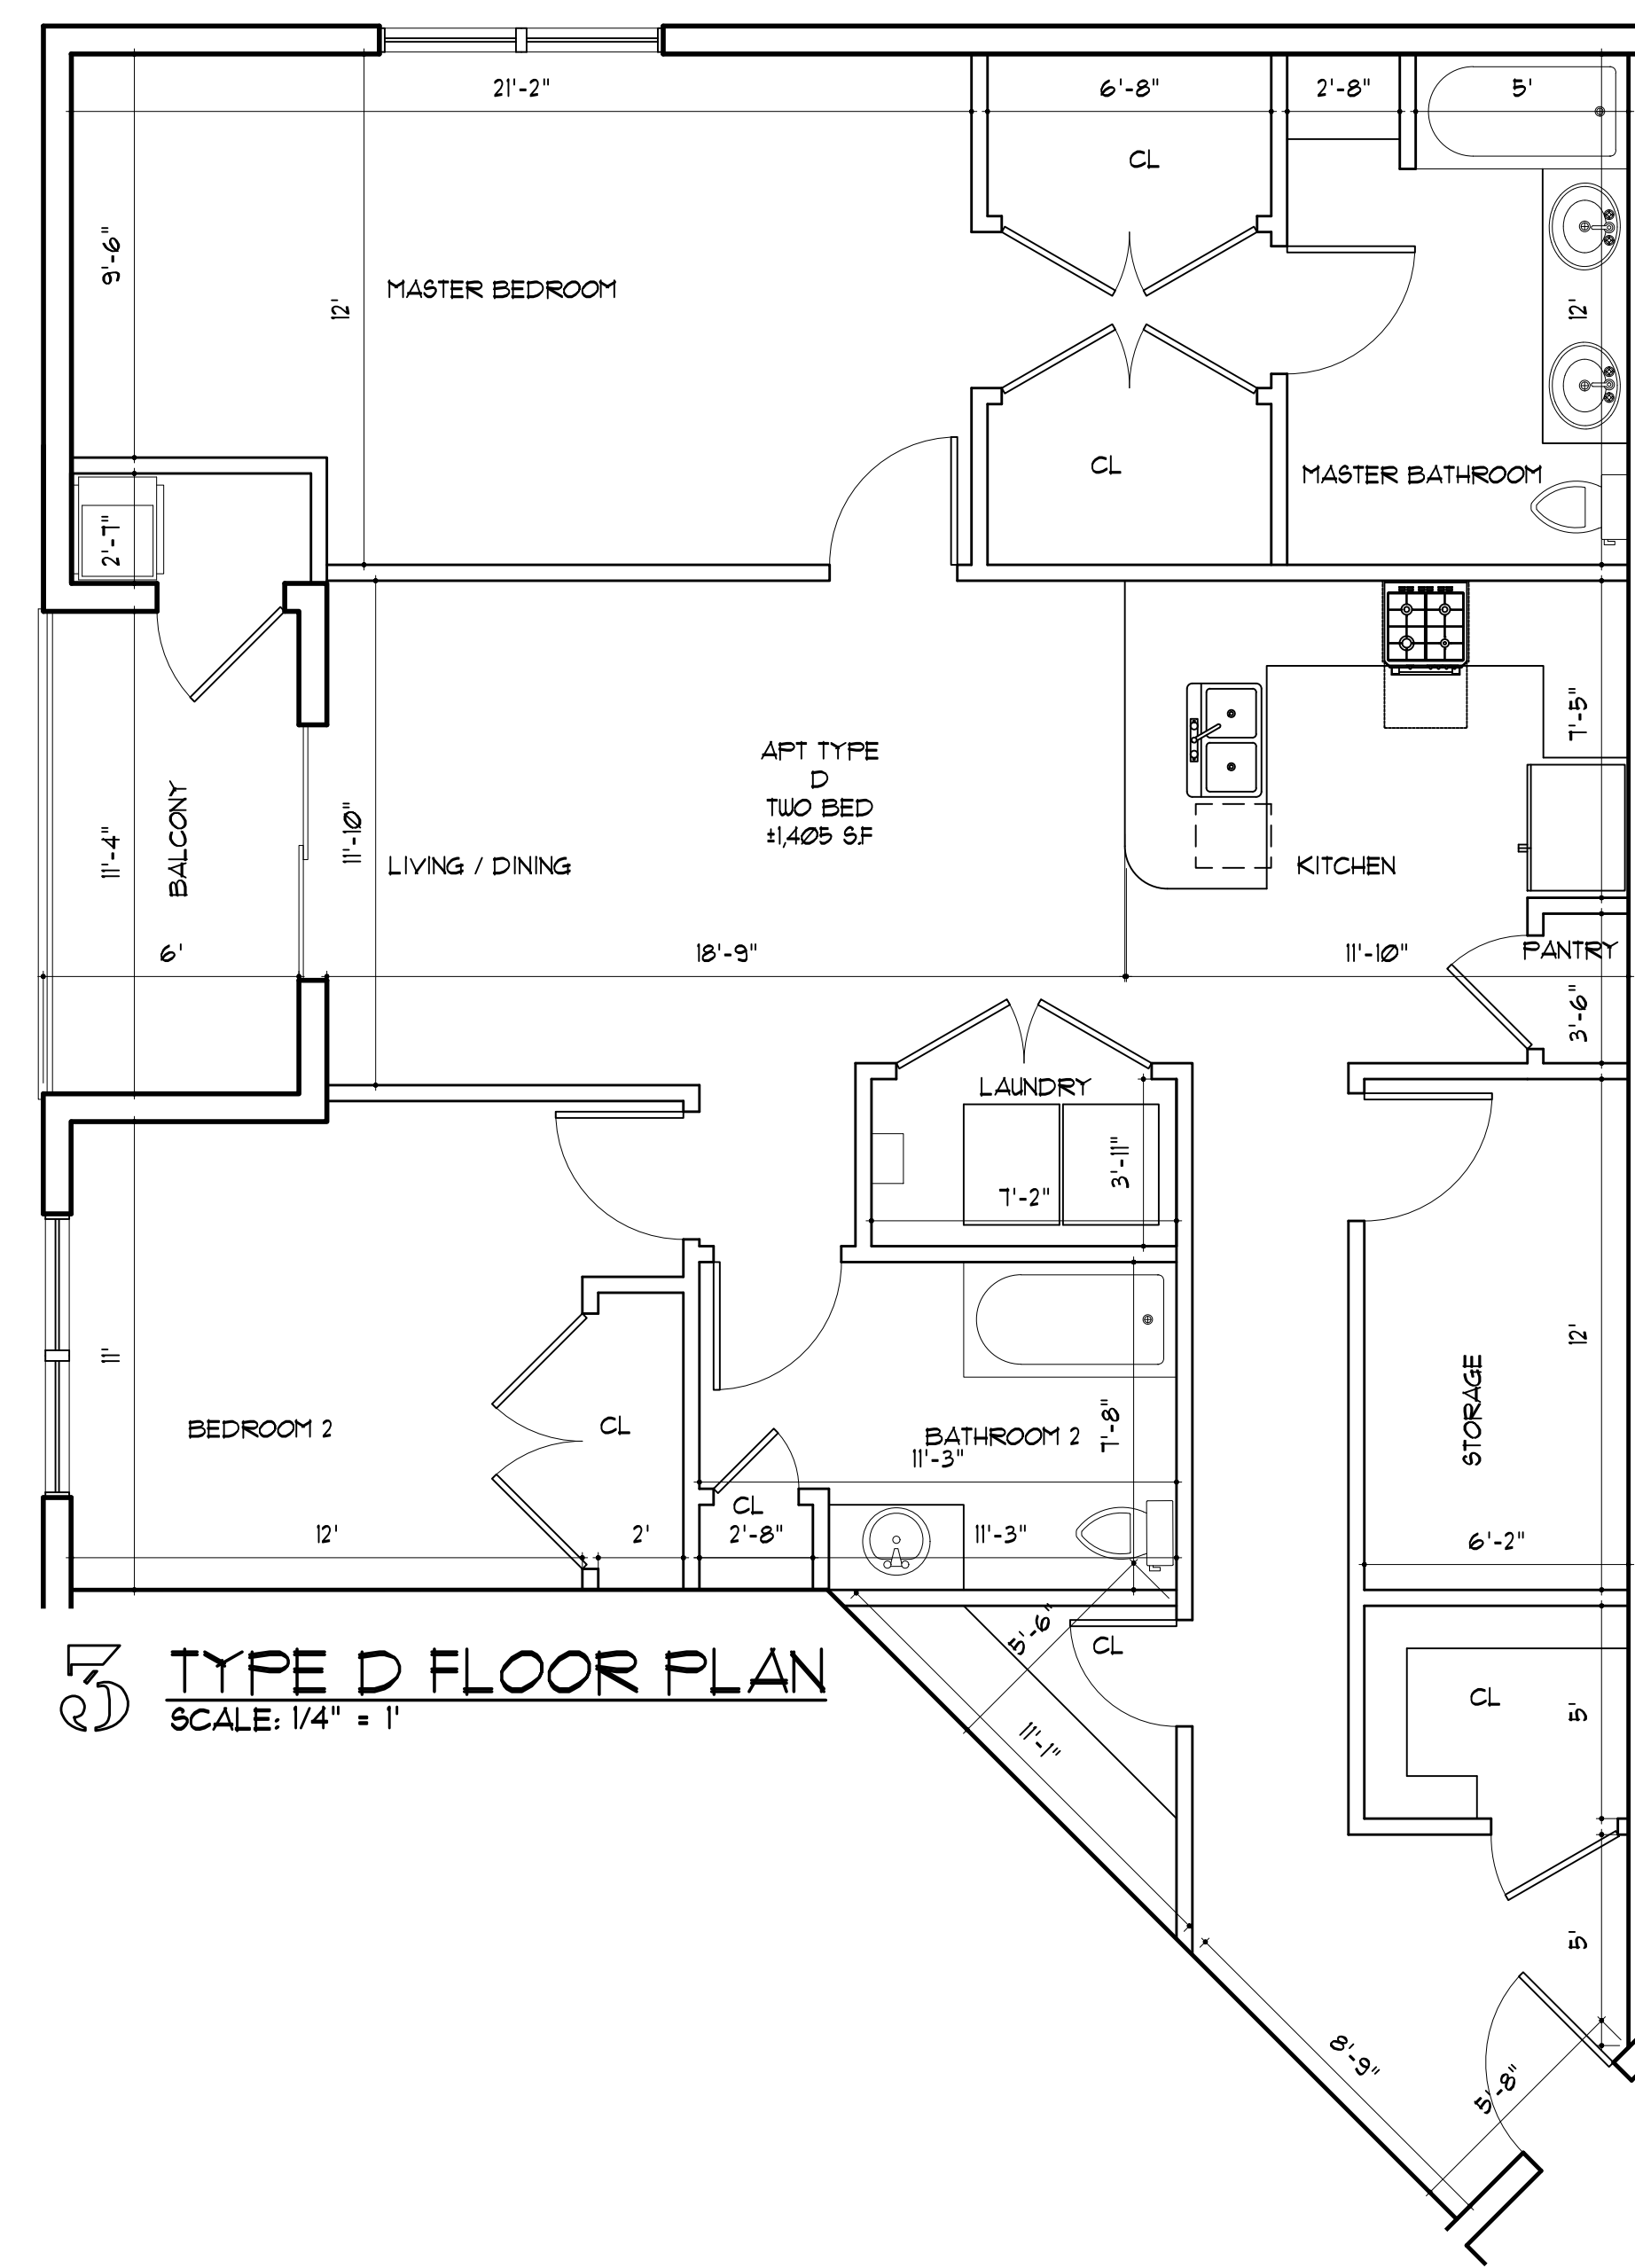 21'-2"
6'-8"
2'-8"
5'
CL
9'-6"
12'
MASTER BEDROOM
12'
CL
MASTER BATHROOM
2'-7"
7'-5"
APT TYPE
D
TWO BED
±1,405 S.F
11'-4"
BALCONY
11'-10"
LIVING / DINING
KITCHEN
6'
18'-9"
11'-10"
PANTRY
3'-6"
LAUNDRY
3'-11"
7'-2"
11'
12'
STORAGE
BEDROOM 2
CL
BATHROOM 2
7'-8"
11'-3"
CL
12'
2'
2'-8"
11'-3"
6'-2"
5'-6"
CL
3
TYPE D FLOOR PLAN
SCALE: 1/4" = 1'
CL
5'
11'-1"
5'
8'-9"
5'-8"